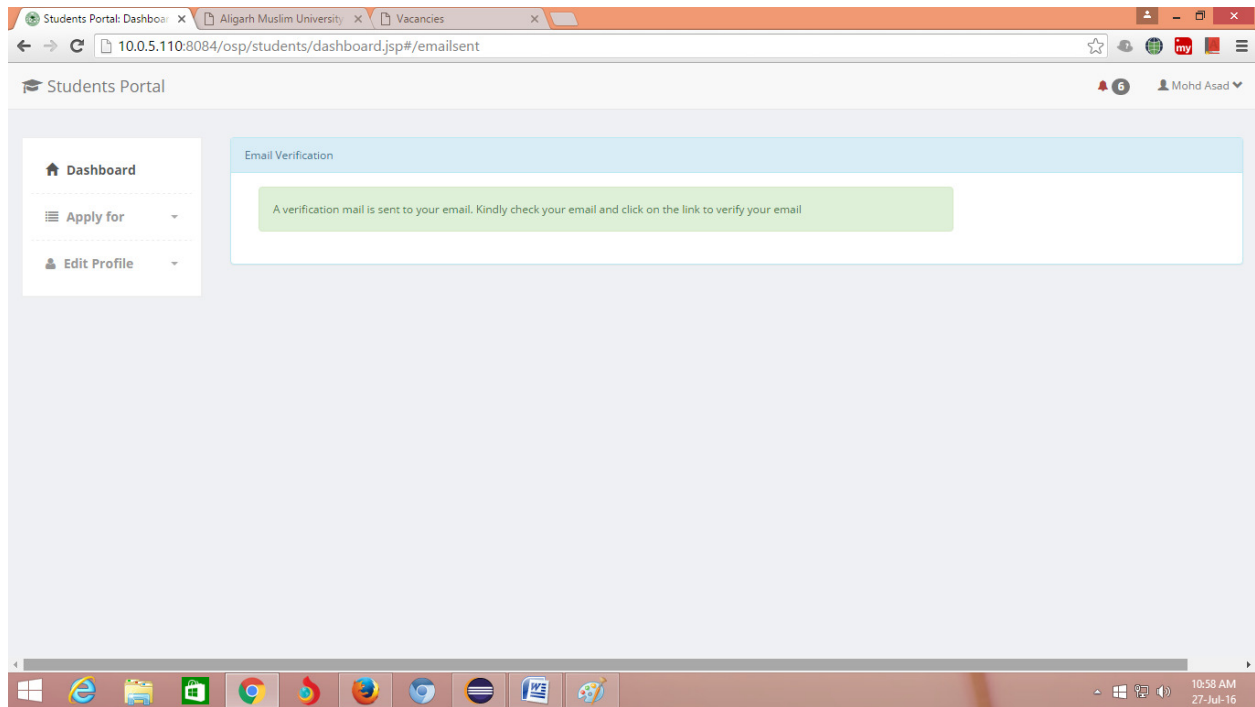 Students Portal: Dashboa
Aligarh Muslim University
Vacancies
10.0.5.110:8084/osp/students/dashboard.jsp#/emailsent
my
Students Portal
6
Mohd Asad
Dashboard
Apply for
Edit Profile
Email Verification
A verification mail is sent to your email. Kindly check your email and click on the link to verify your email
10:58 AM
27-Jul-16